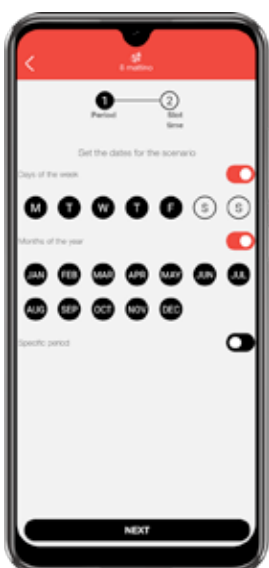 Il mattino
1 2
Period Slot
time
Set the dates for the scenario
Days of the week
M T W T F S S
Months of the year
JAN FEB MAR APR MAY JUN JUL
AUG SEP OCT NOV DEC
Specific period
NEXT